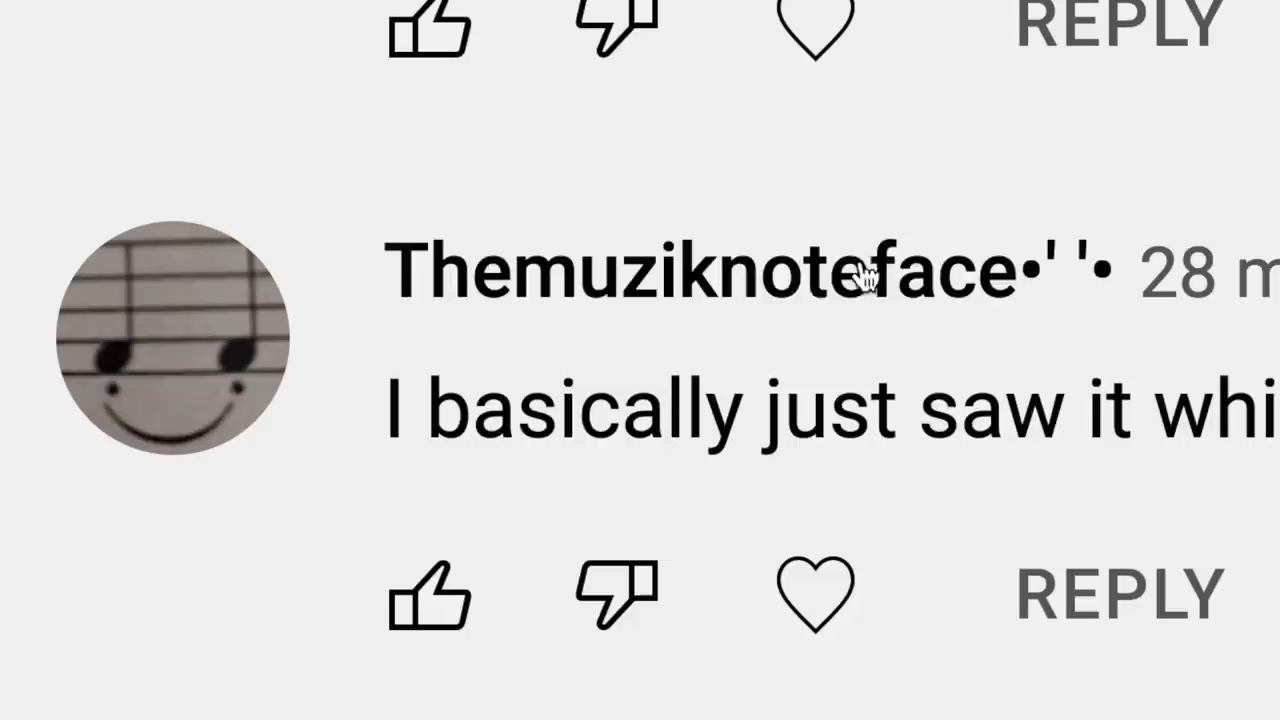 REPLY
Themuziknoteface•' '• 28 m
I basically just saw it whi
REPLY